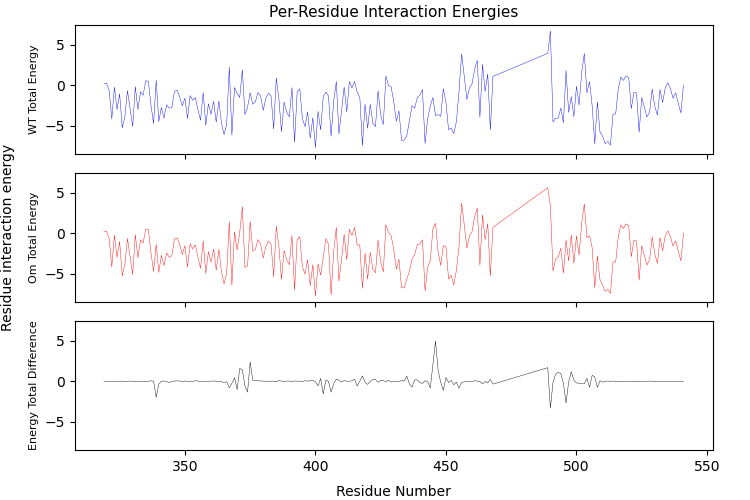 Per-Residue Interaction Energies
Residue interaction energy
WT Total Energy
5
0
−5
Om Total Energy
5
0
−5
Energy Total Difference
5
0
−5
350 400 450 500 550
Residue Number